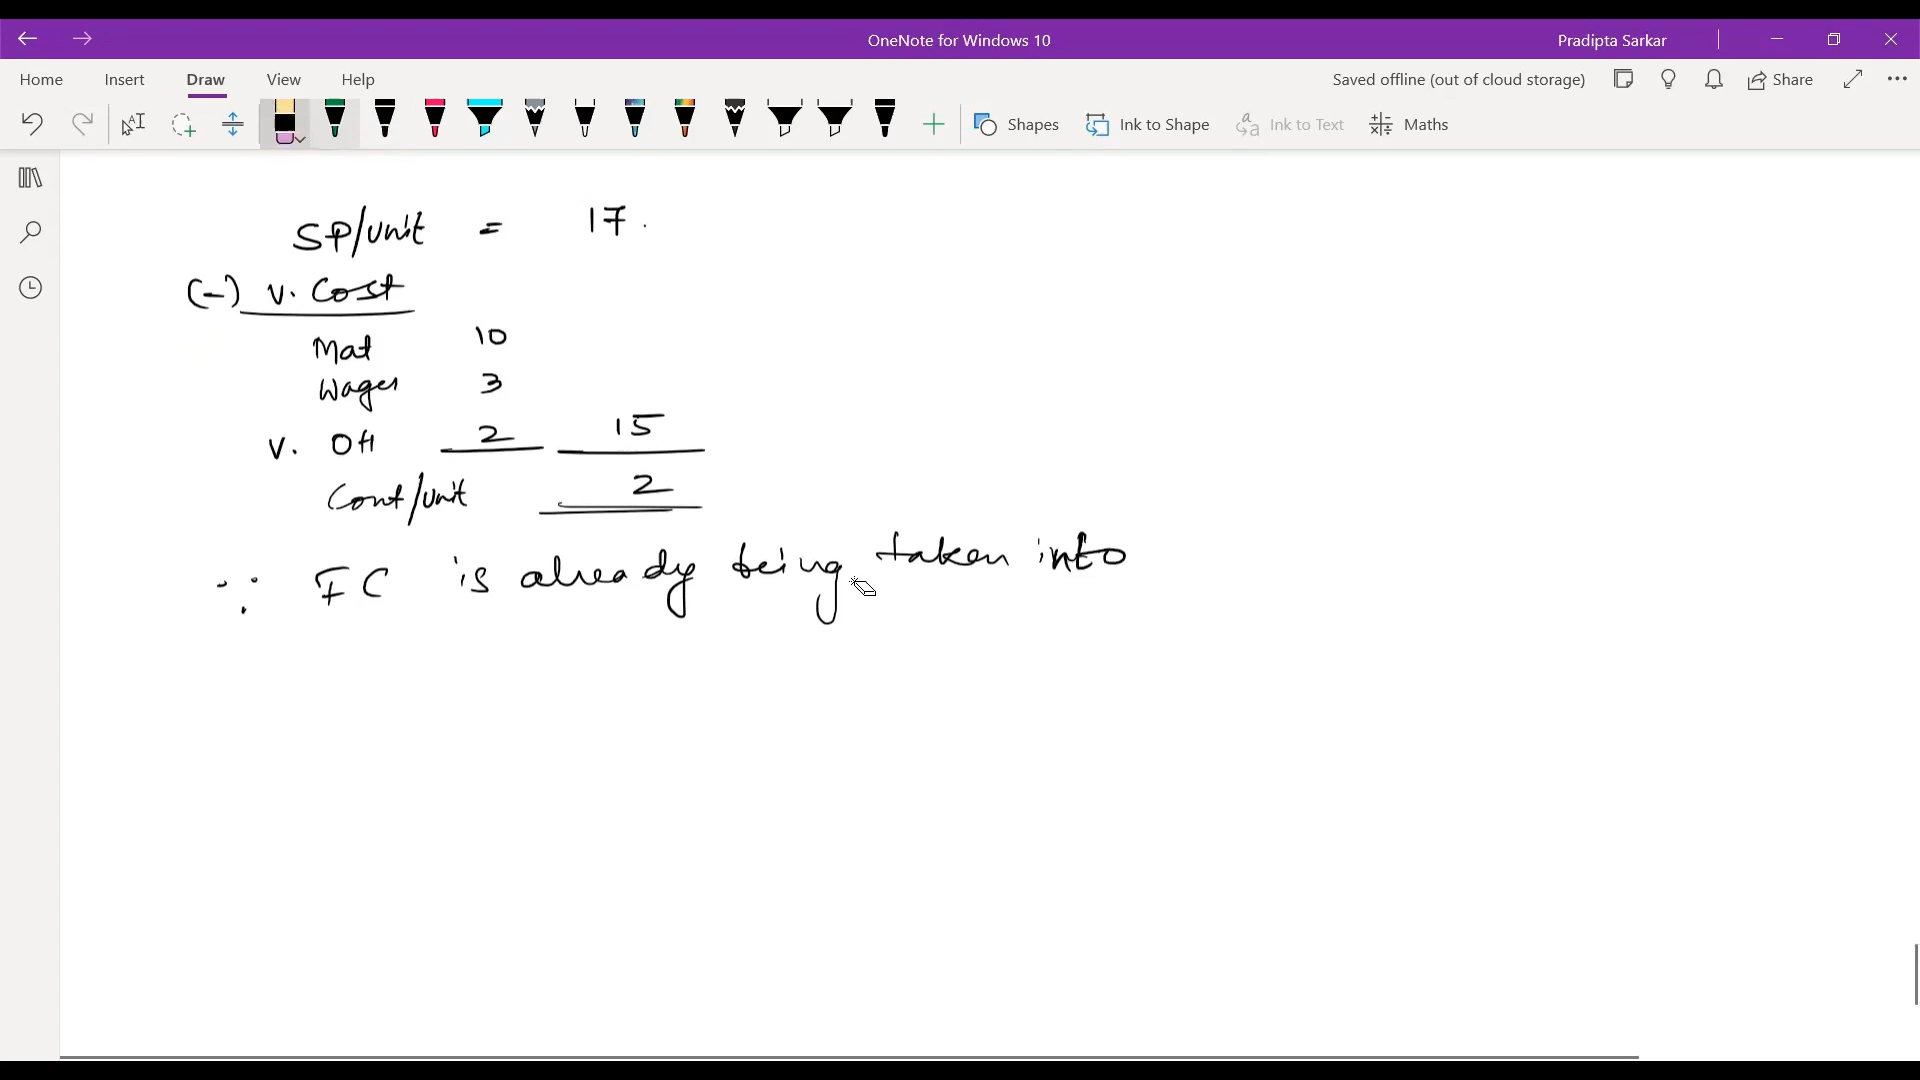 OneNote for Windows 10
Pradipta Sarkar
Home Insert Draw View Help
Saved offline (out of cloud storage)
Share
Shapes
Ink to Shape
Ink to Text
Maths
SP/unit = 17.
(-) v. Cost
Mat 10
Wages 3
v. OH 2 15
Cont/unit 2
∵ FC is already being taken into